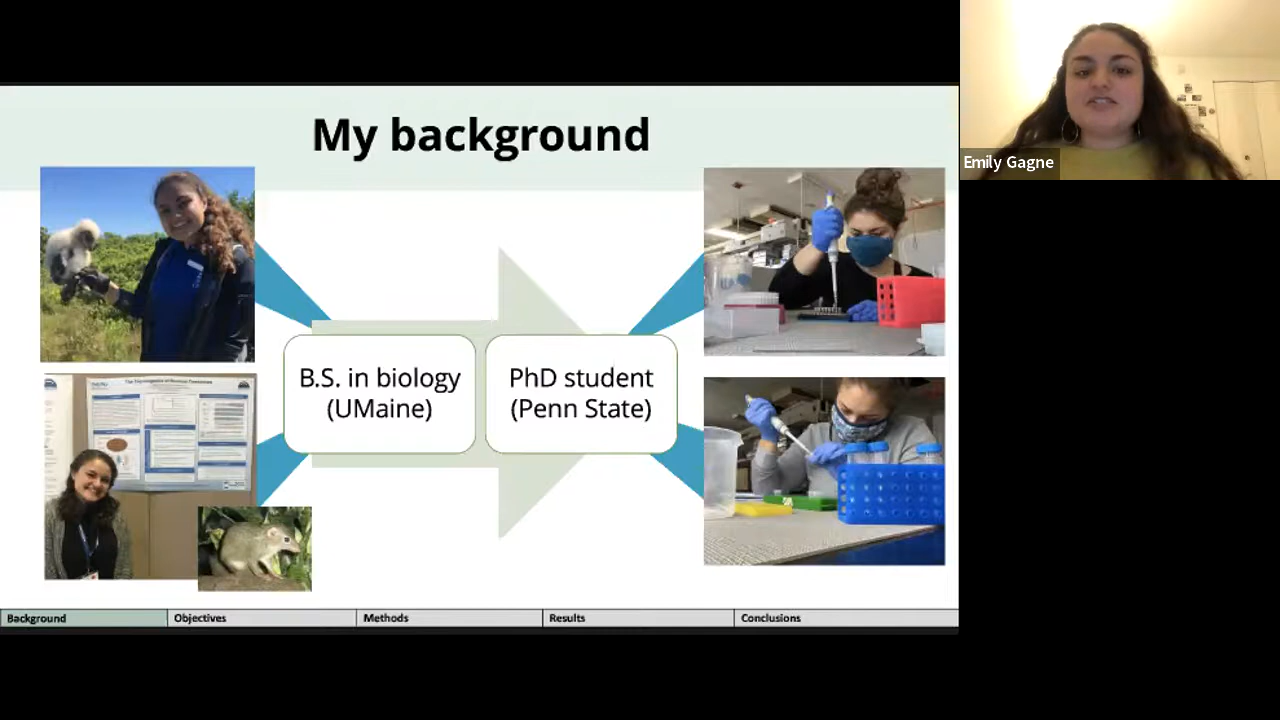 My background
Emily Gagne
B.S. in biology
(UMaine)
PhD student
(Penn State)
Background
Objectives
Methods
Results
Conclusions